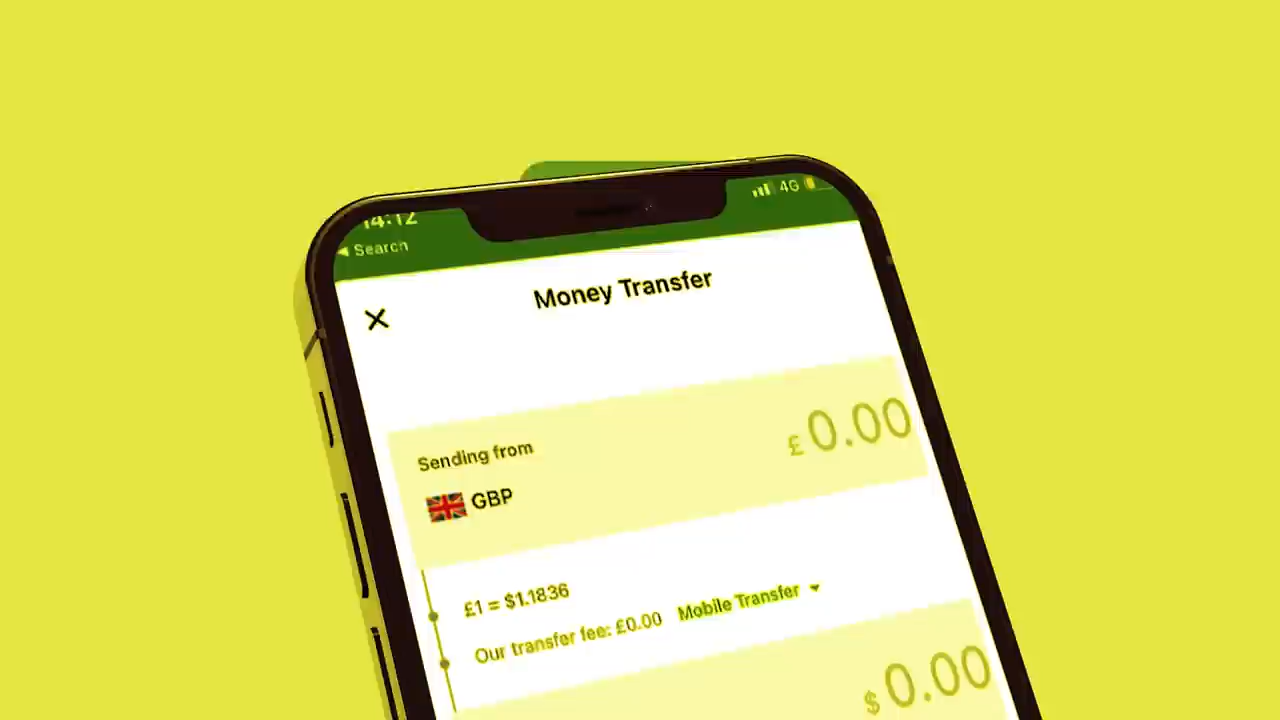 14:12
4G
◀ Search
Money Transfer
Sending from
£0.00
GBP
£1 = $1.1836
Our transfer fee: £0.00 Mobile Transfer
$0.00